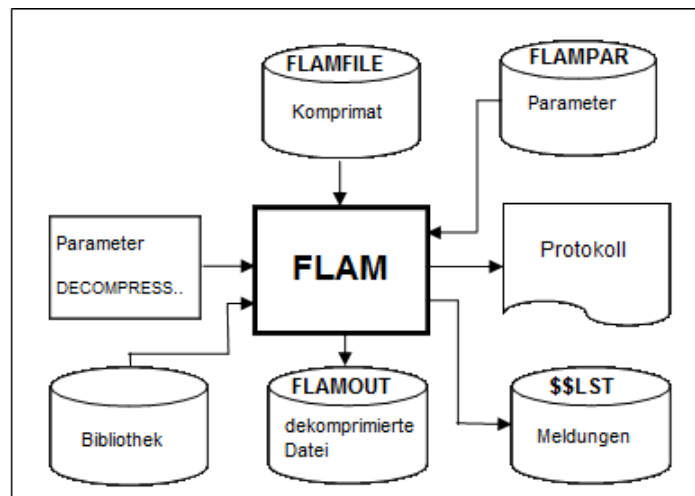 FLAMFILE
Komprimat
FLAMPAR
Parameter
Parameter
DECOMPRESS..
FLAM
Protokoll
Bibliothek
FLAMOUT
dekomprimierte
Datei
$$LST
Meldungen